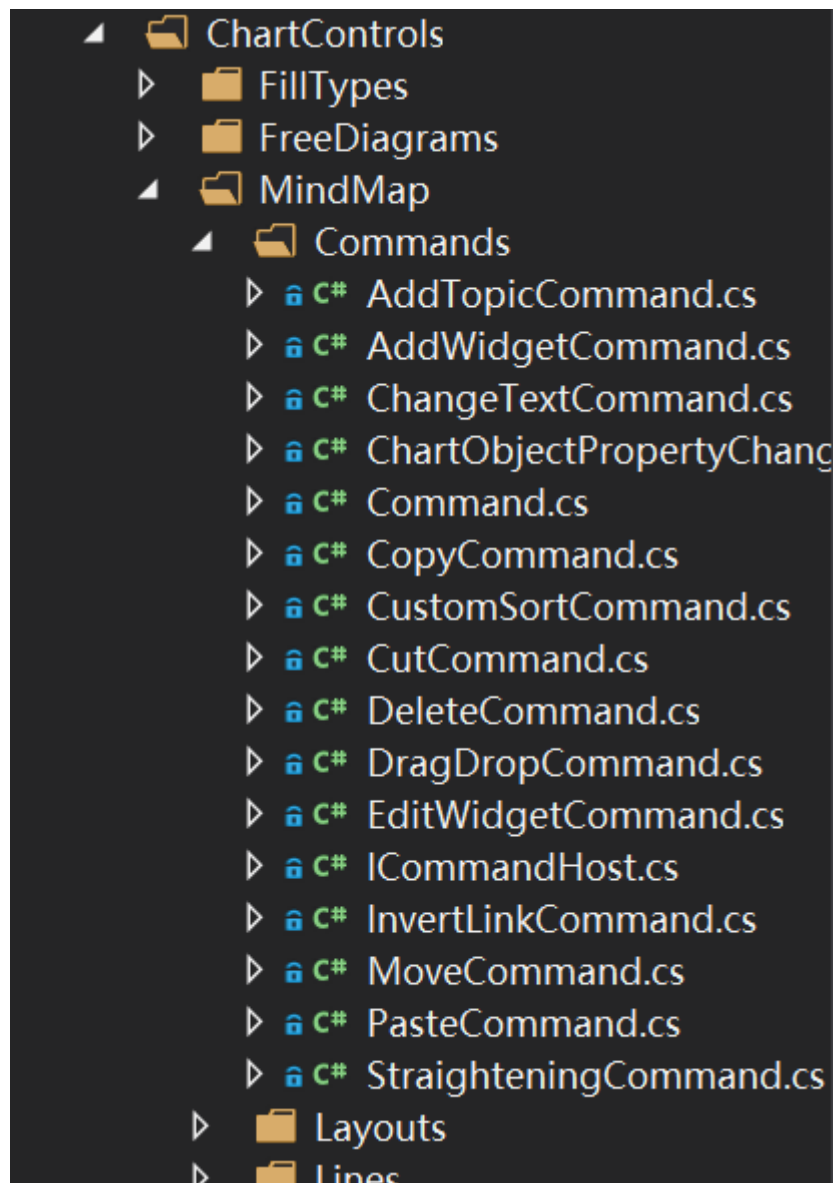 ChartControls
FillTypes
FreeDiagrams
MindMap
Commands
C# AddTopicCommand.cs
C# AddWidgetCommand.cs
C# ChangeTextCommand.cs
C# ChartObjectPropertyChang
C# Command.cs
C# CopyCommand.cs
C# CustomSortCommand.cs
C# CutCommand.cs
C# DeleteCommand.cs
C# DragDropCommand.cs
C# EditWidgetCommand.cs
C# ICommandHost.cs
C# InvertLinkCommand.cs
C# MoveCommand.cs
C# PasteCommand.cs
C# StraighteningCommand.cs
Layouts
Lines